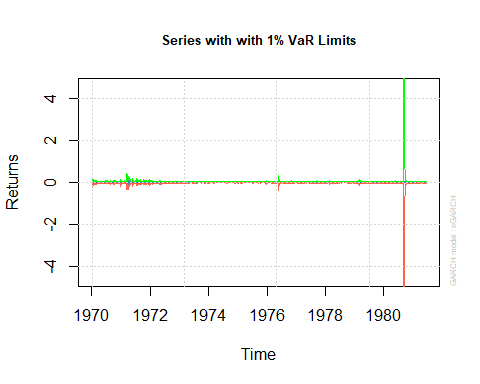 Series with with 1% VaR Limits
Returns
4
2
0
-2
-4
1970 1972 1974 1976 1978 1980
Time
GARCH model : sGARCH